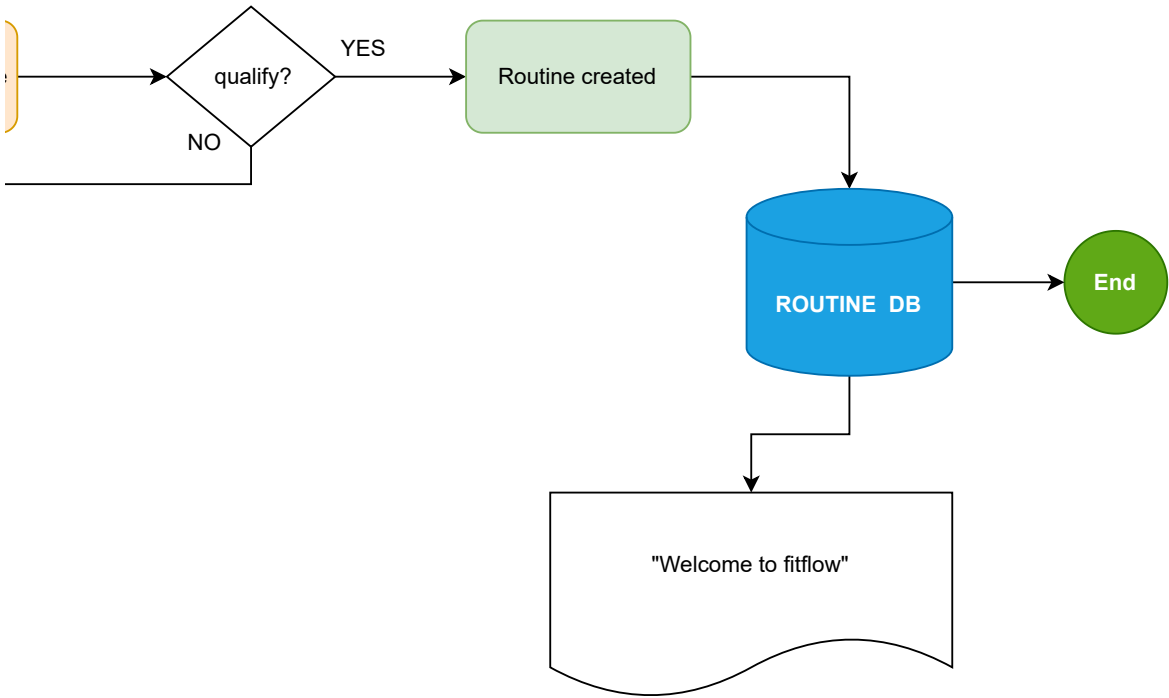 YES
qualify?
Routine created
NO
End
ROUTINE  DB
"Welcome to fitflow"